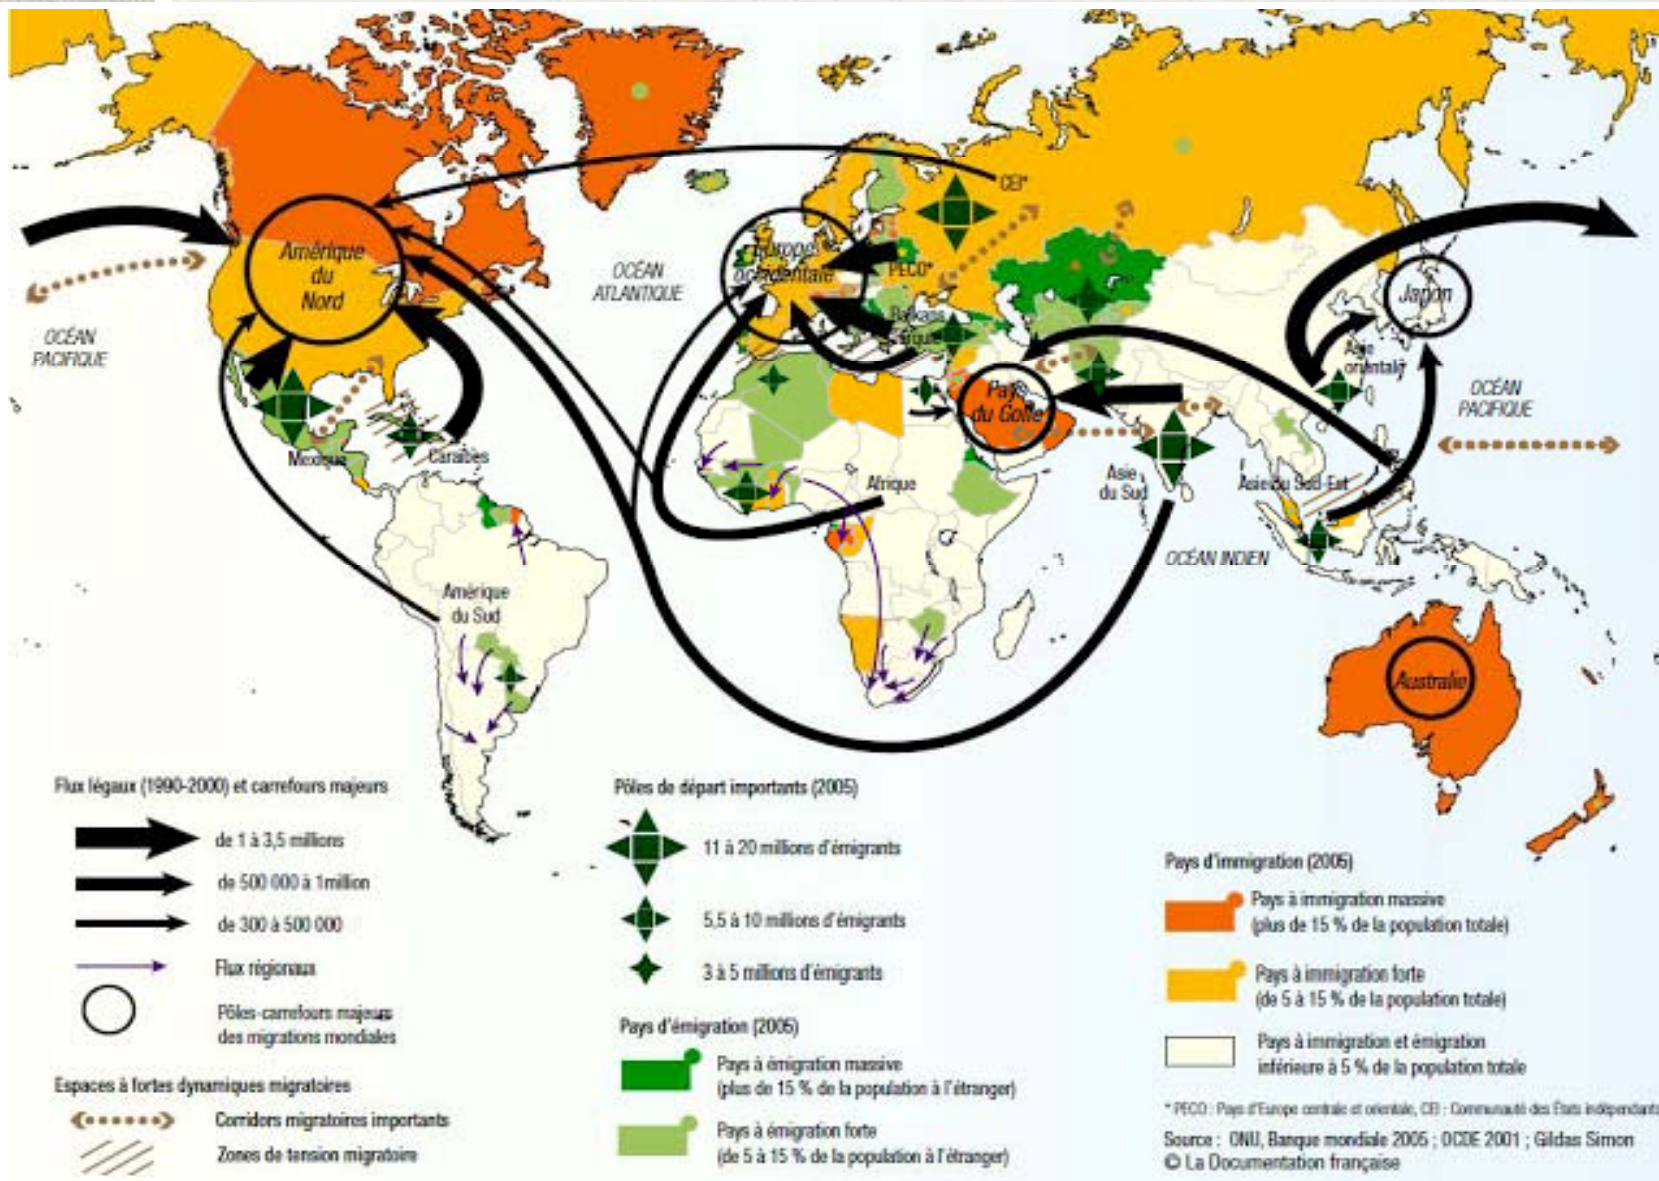 CEI*
Amérique
du
Nord
Europe
occidentale
PECO*
Balkans
Turquie
OCÉAN
ATLANTIQUE
OCÉAN
PACIFIQUE
Japon
Asie
orientale
OCÉAN
PACIFIQUE
Pays
du Golfe
Mexique
Caraïbes
Afrique
Asie
du Sud
Asie du Sud-Est
OCÉAN INDIEN
Amérique
du Sud
Australie
Flux légaux (1990-2000) et carrefours majeurs
de 1 à 3,5 millions
de 500 000 à 1million
de 300 à 500 000
Flux régionaux
Pôles-carrefours majeurs
des migrations mondiales
Espaces à fortes dynamiques migratoires
Corridors migratoires importants
Zones de tension migratoire
Pôles de départ importants (2005)
11 à 20 millions d'émigrants
5,5 à 10 millions d'émigrants
3 à 5 millions d'émigrants
Pays d'émigration (2005)
Pays à émigration massive
(plus de 15 % de la population à l'étranger)
Pays à émigration forte
(de 5 à 15 % de la population à l'étranger)
Pays d'immigration (2005)
Pays à immigration massive
(plus de 15 % de la population totale)
Pays à immigration forte
(de 5 à 15 % de la population totale)
Pays à immigration et émigration
inférieure à 5 % de la population totale
* PECO : Pays d'Europe centrale et orientale, CEI : Communauté des États indépendants
Source : ONU, Banque mondiale 2005 ; OCDE 2001 ; Gildas Simon
© La Documentation française